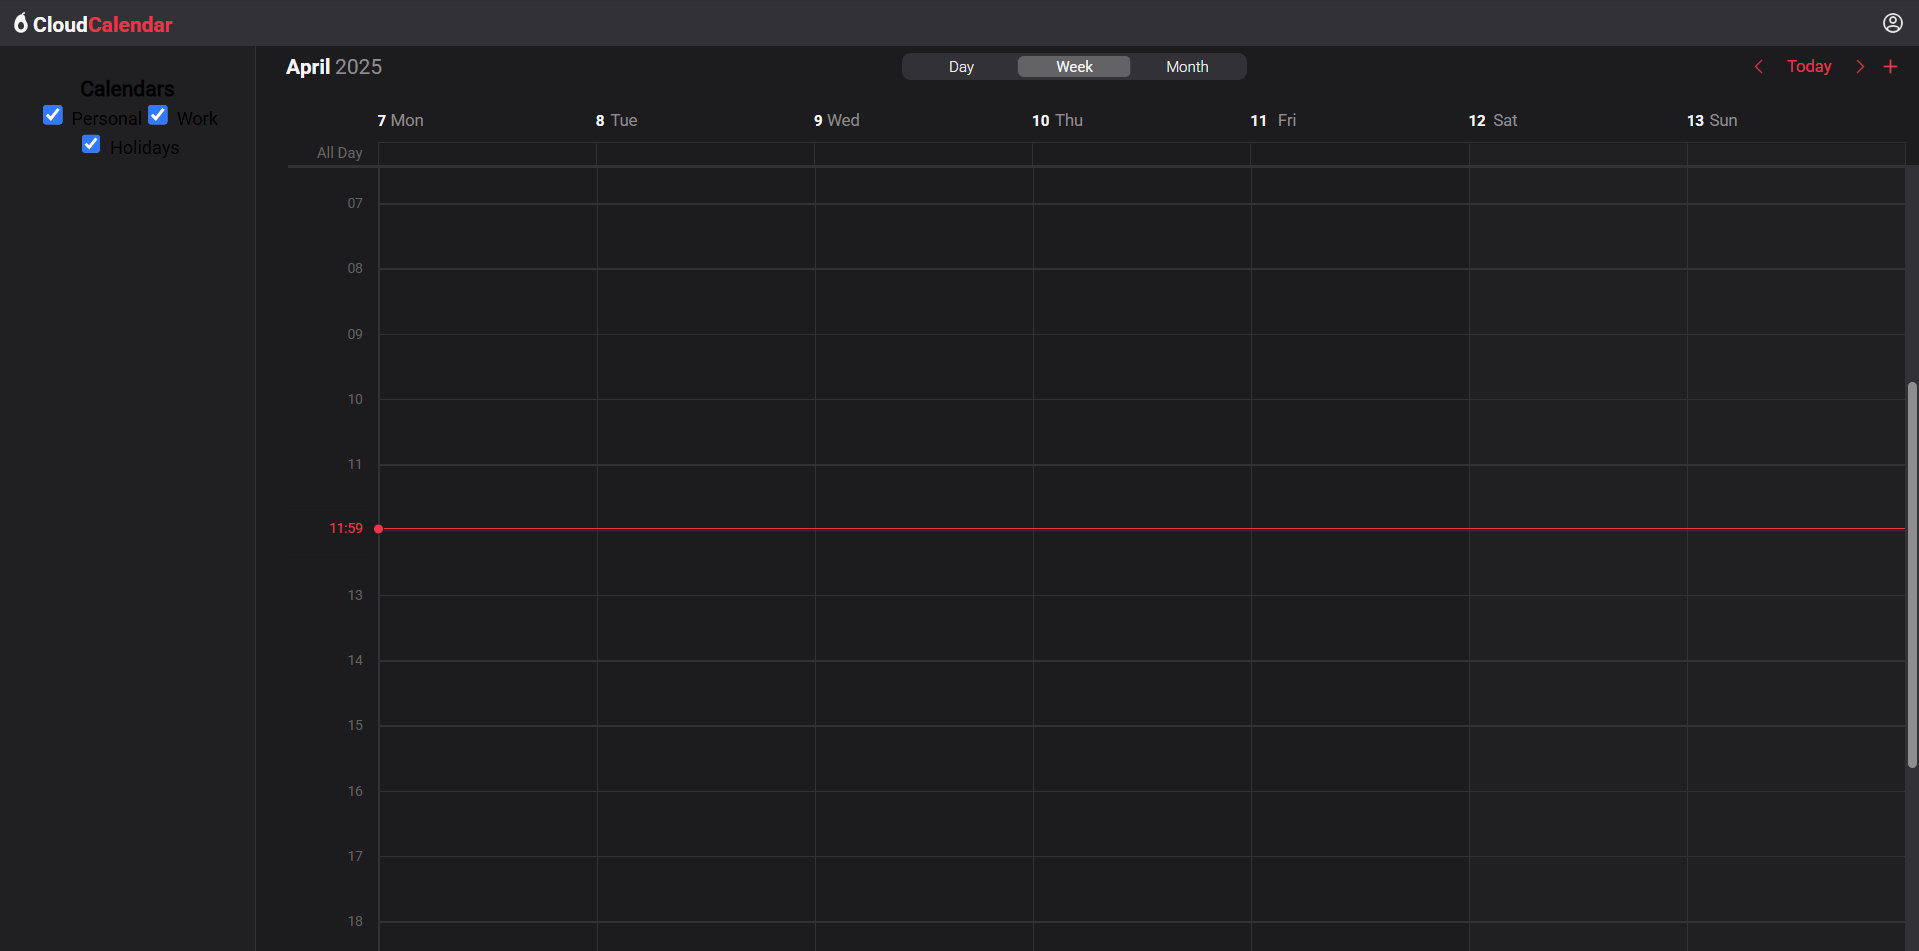 CloudCalendar
April 2025
Day Week Month
Today
Calendars
Personal Work
Holidays
7 Mon 8 Tue 9 Wed 10 Thu 11 Fri 12 Sat 13 Sun
All Day
07
08
09
10
11
11:59
13
14
15
16
17
18